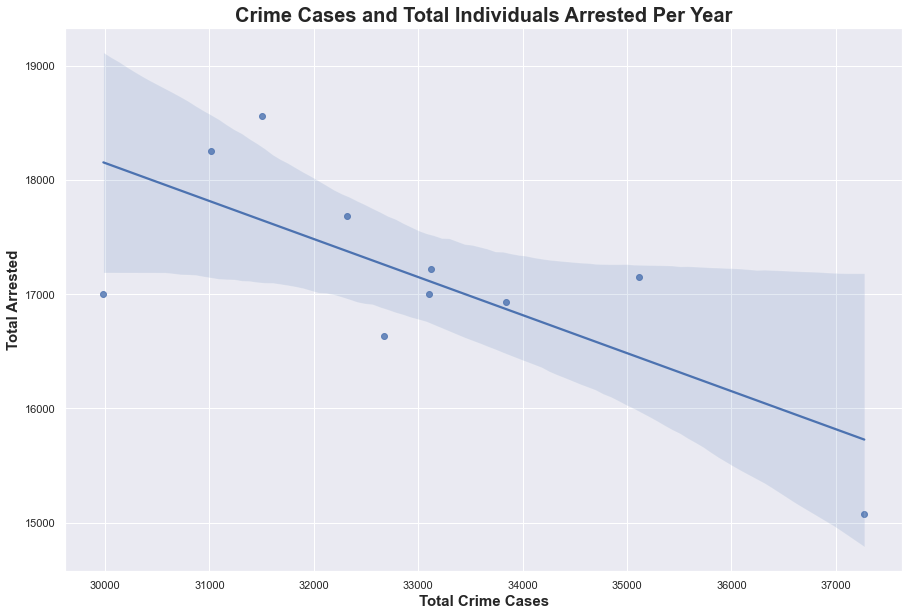 Crime Cases and Total Individuals Arrested Per Year
19000
18000
17000
16000
15000
Total Arrested
30000 31000 32000 33000 34000 35000 36000 37000
Total Crime Cases